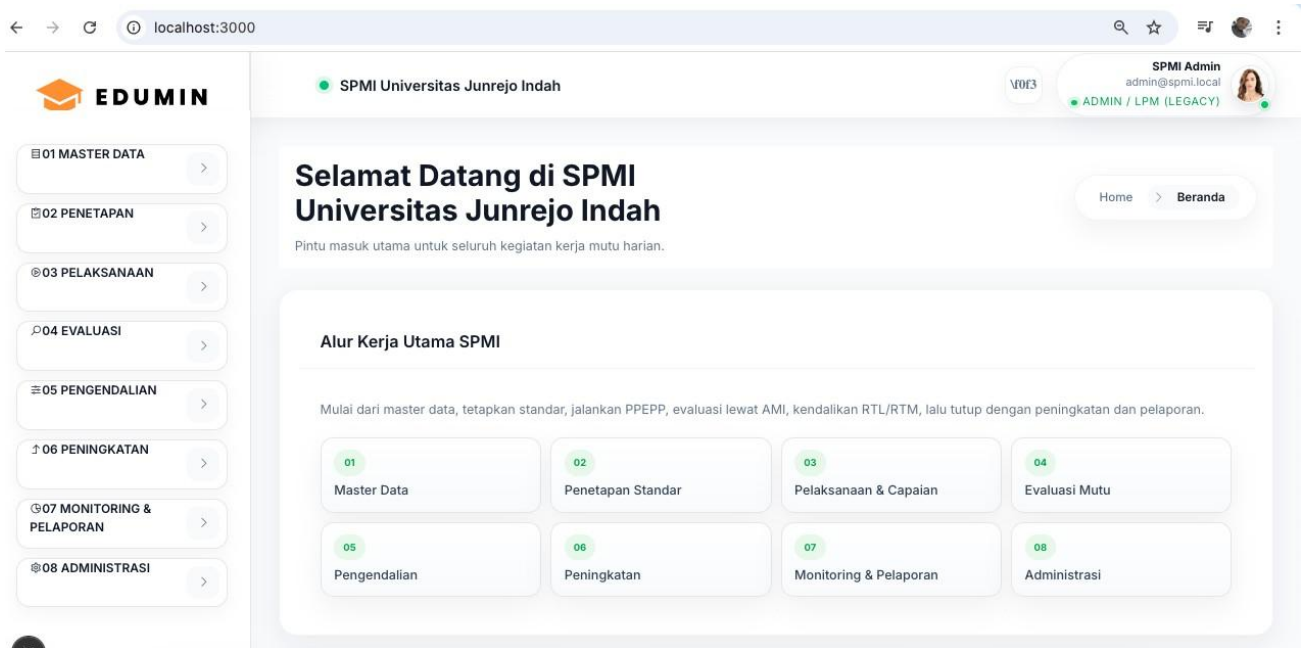 localhost:3000
EDUMIN
SPMI Universitas Junrejo Indah
\f0f3
SPMI Admin
admin@spmi.local
ADMIN / LPM (LEGACY)
01 MASTER DATA
02 PENETAPAN
03 PELAKSANAAN
04 EVALUASI
05 PENGENDALIAN
06 PENINGKATAN
07 MONITORING &
PELAPORAN
08 ADMINISTRASI
Selamat Datang di SPMI
Universitas Junrejo Indah
Pintu masuk utama untuk seluruh kegiatan kerja mutu harian.
Home > Beranda
Alur Kerja Utama SPMI
Mulai dari master data, tetapkan standar, jalankan PPEPP, evaluasi lewat AMI, kendalikan RTL/RTM, lalu tutup dengan peningkatan dan pelaporan.
01
Master Data
02
Penetapan Standar
03
Pelaksanaan & Capaian
04
Evaluasi Mutu
05
Pengendalian
06
Peningkatan
07
Monitoring & Pelaporan
08
Administrasi